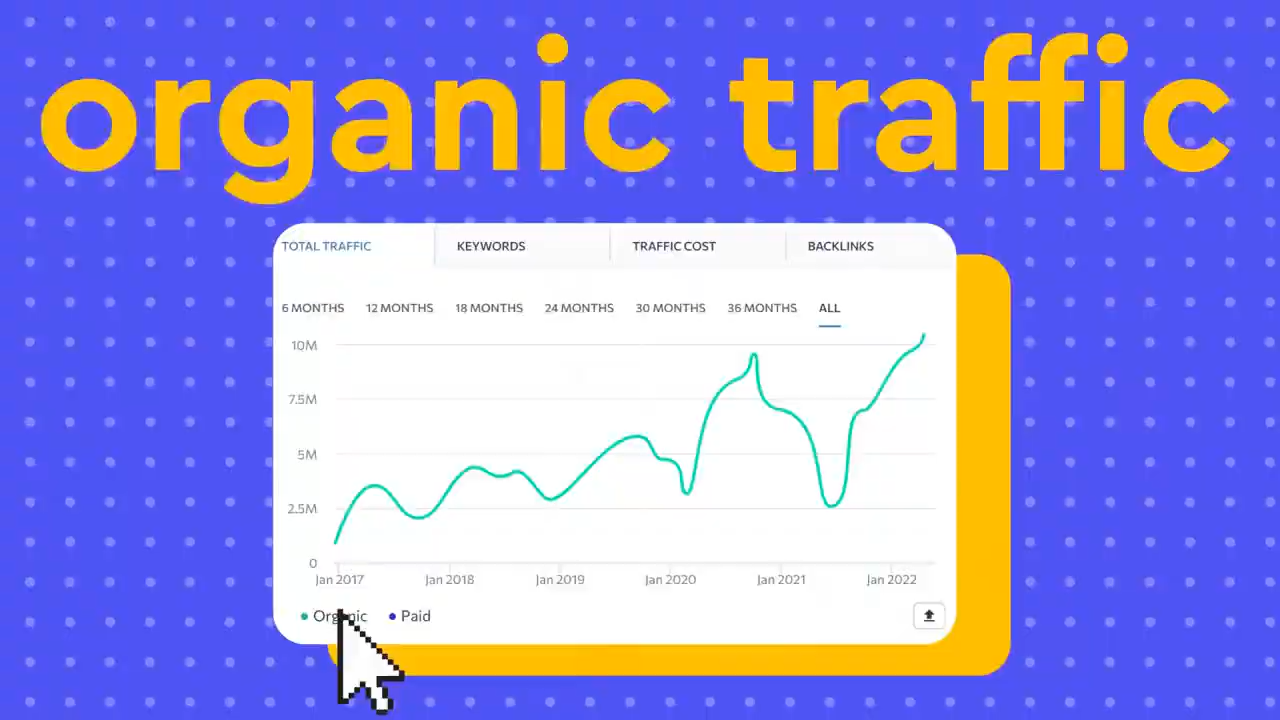 organic traffic
TOTAL TRAFFIC KEYWORDS TRAFFIC COST BACKLINKS
6 MONTHS 12 MONTHS 18 MONTHS 24 MONTHS 30 MONTHS 36 MONTHS ALL
10M
7.5M
5M
2.5M
0
Jan 2017 Jan 2018 Jan 2019 Jan 2020 Jan 2021 Jan 2022
Organic Paid